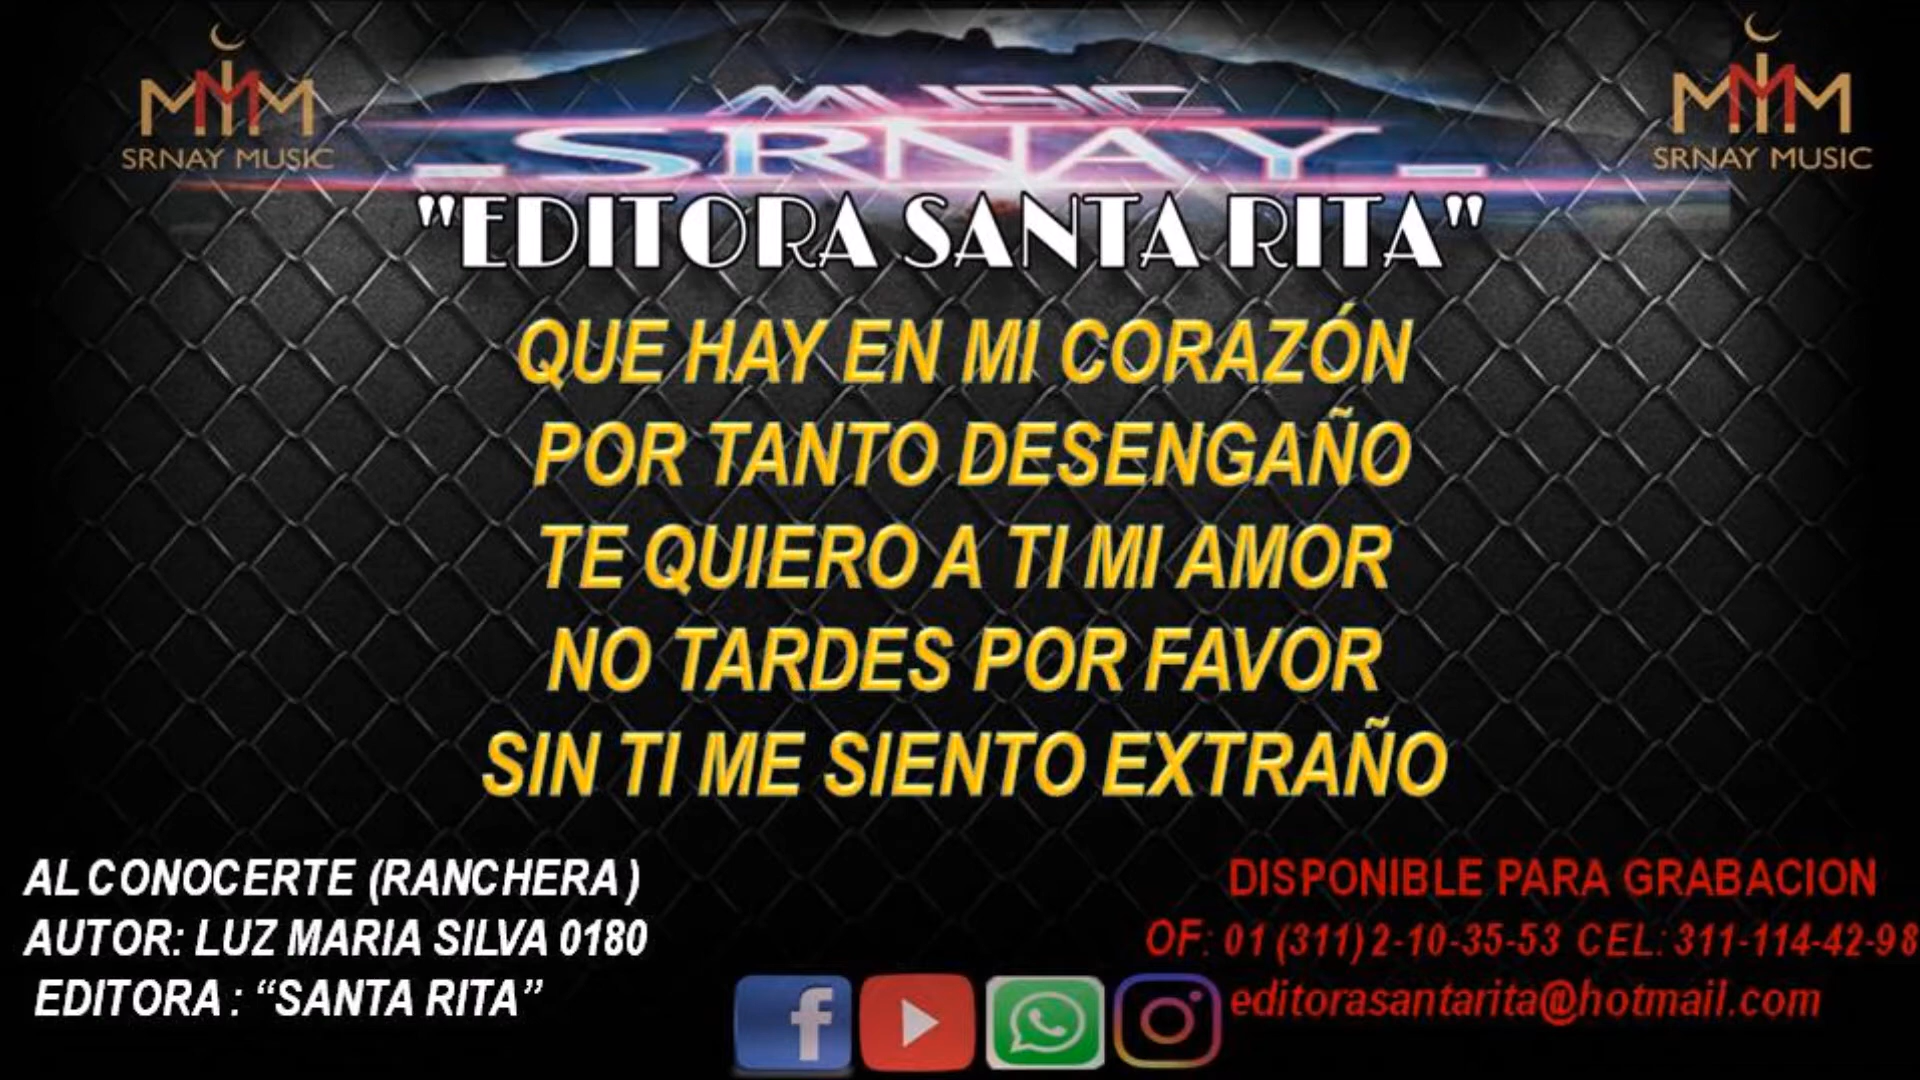 MIM
SRNAY MUSIC
MUSIC
-SRNAY-
MIM
SRNAY MUSIC
"EDITORA SANTA RITA"
QUE HAY EN MI CORAZÓN
POR TANTO DESENGAÑO
TE QUIERO A TI MI AMOR
NO TARDES POR FAVOR
SIN TI ME SIENTO EXTRAÑO
AL CONOCERTE (RANCHERA)
AUTOR: LUZ MARIA SILVA 0180
EDITORA : “SANTA RITA”
DISPONIBLE PARA GRABACION
OF: 01 (311) 2-10-35-53 CEL: 311-114-42-98
editorasantarita@hotmail.com